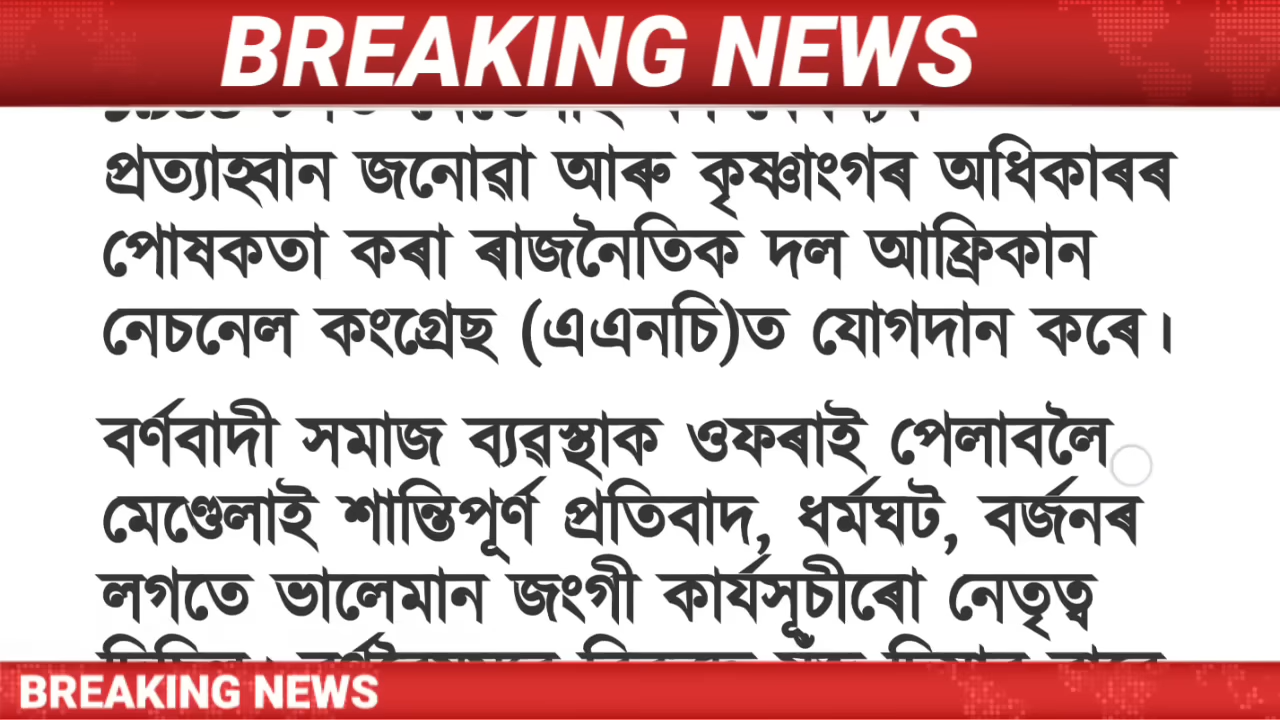 BREAKING NEWS
প্ৰত্যাহ্বান জনোৱা আৰু কৃষ্ণাংগৰ অধিকাৰৰ
পোষকতা কৰা ৰাজনৈতিক দল আফ্ৰিকান
নেচনেল কংগ্ৰেছ (এএনচি)ত যোগদান কৰে।
বৰ্ণবাদী সমাজ ব্যৱস্থাক ওফৰাই পেলাবলৈ
মেণ্ডেলাই শান্তিপূৰ্ণ প্ৰতিবাদ, ধৰ্মঘট, বৰ্জনৰ
লগতে ভালেমান জংগী কাৰ্যসূচীৰো নেতৃত্ব
BREAKING NEWS